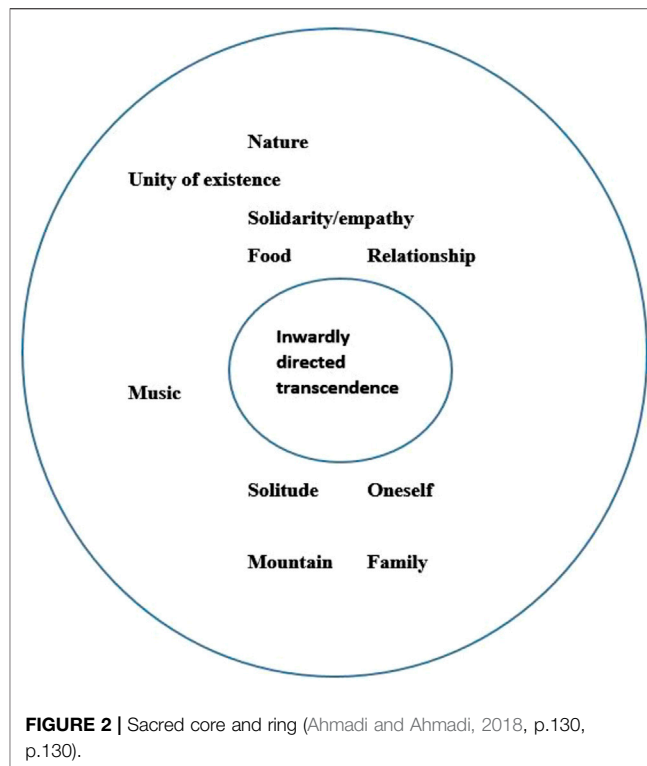 Nature
Unity of existence
Solidarity/empathy
Food Relationship
Inwardly
directed
transcendence
Music
Solitude Oneself
Mountain Family
FIGURE 2 | Sacred core and ring (Ahmadi and Ahmadi, 2018, p.130,
p.130).